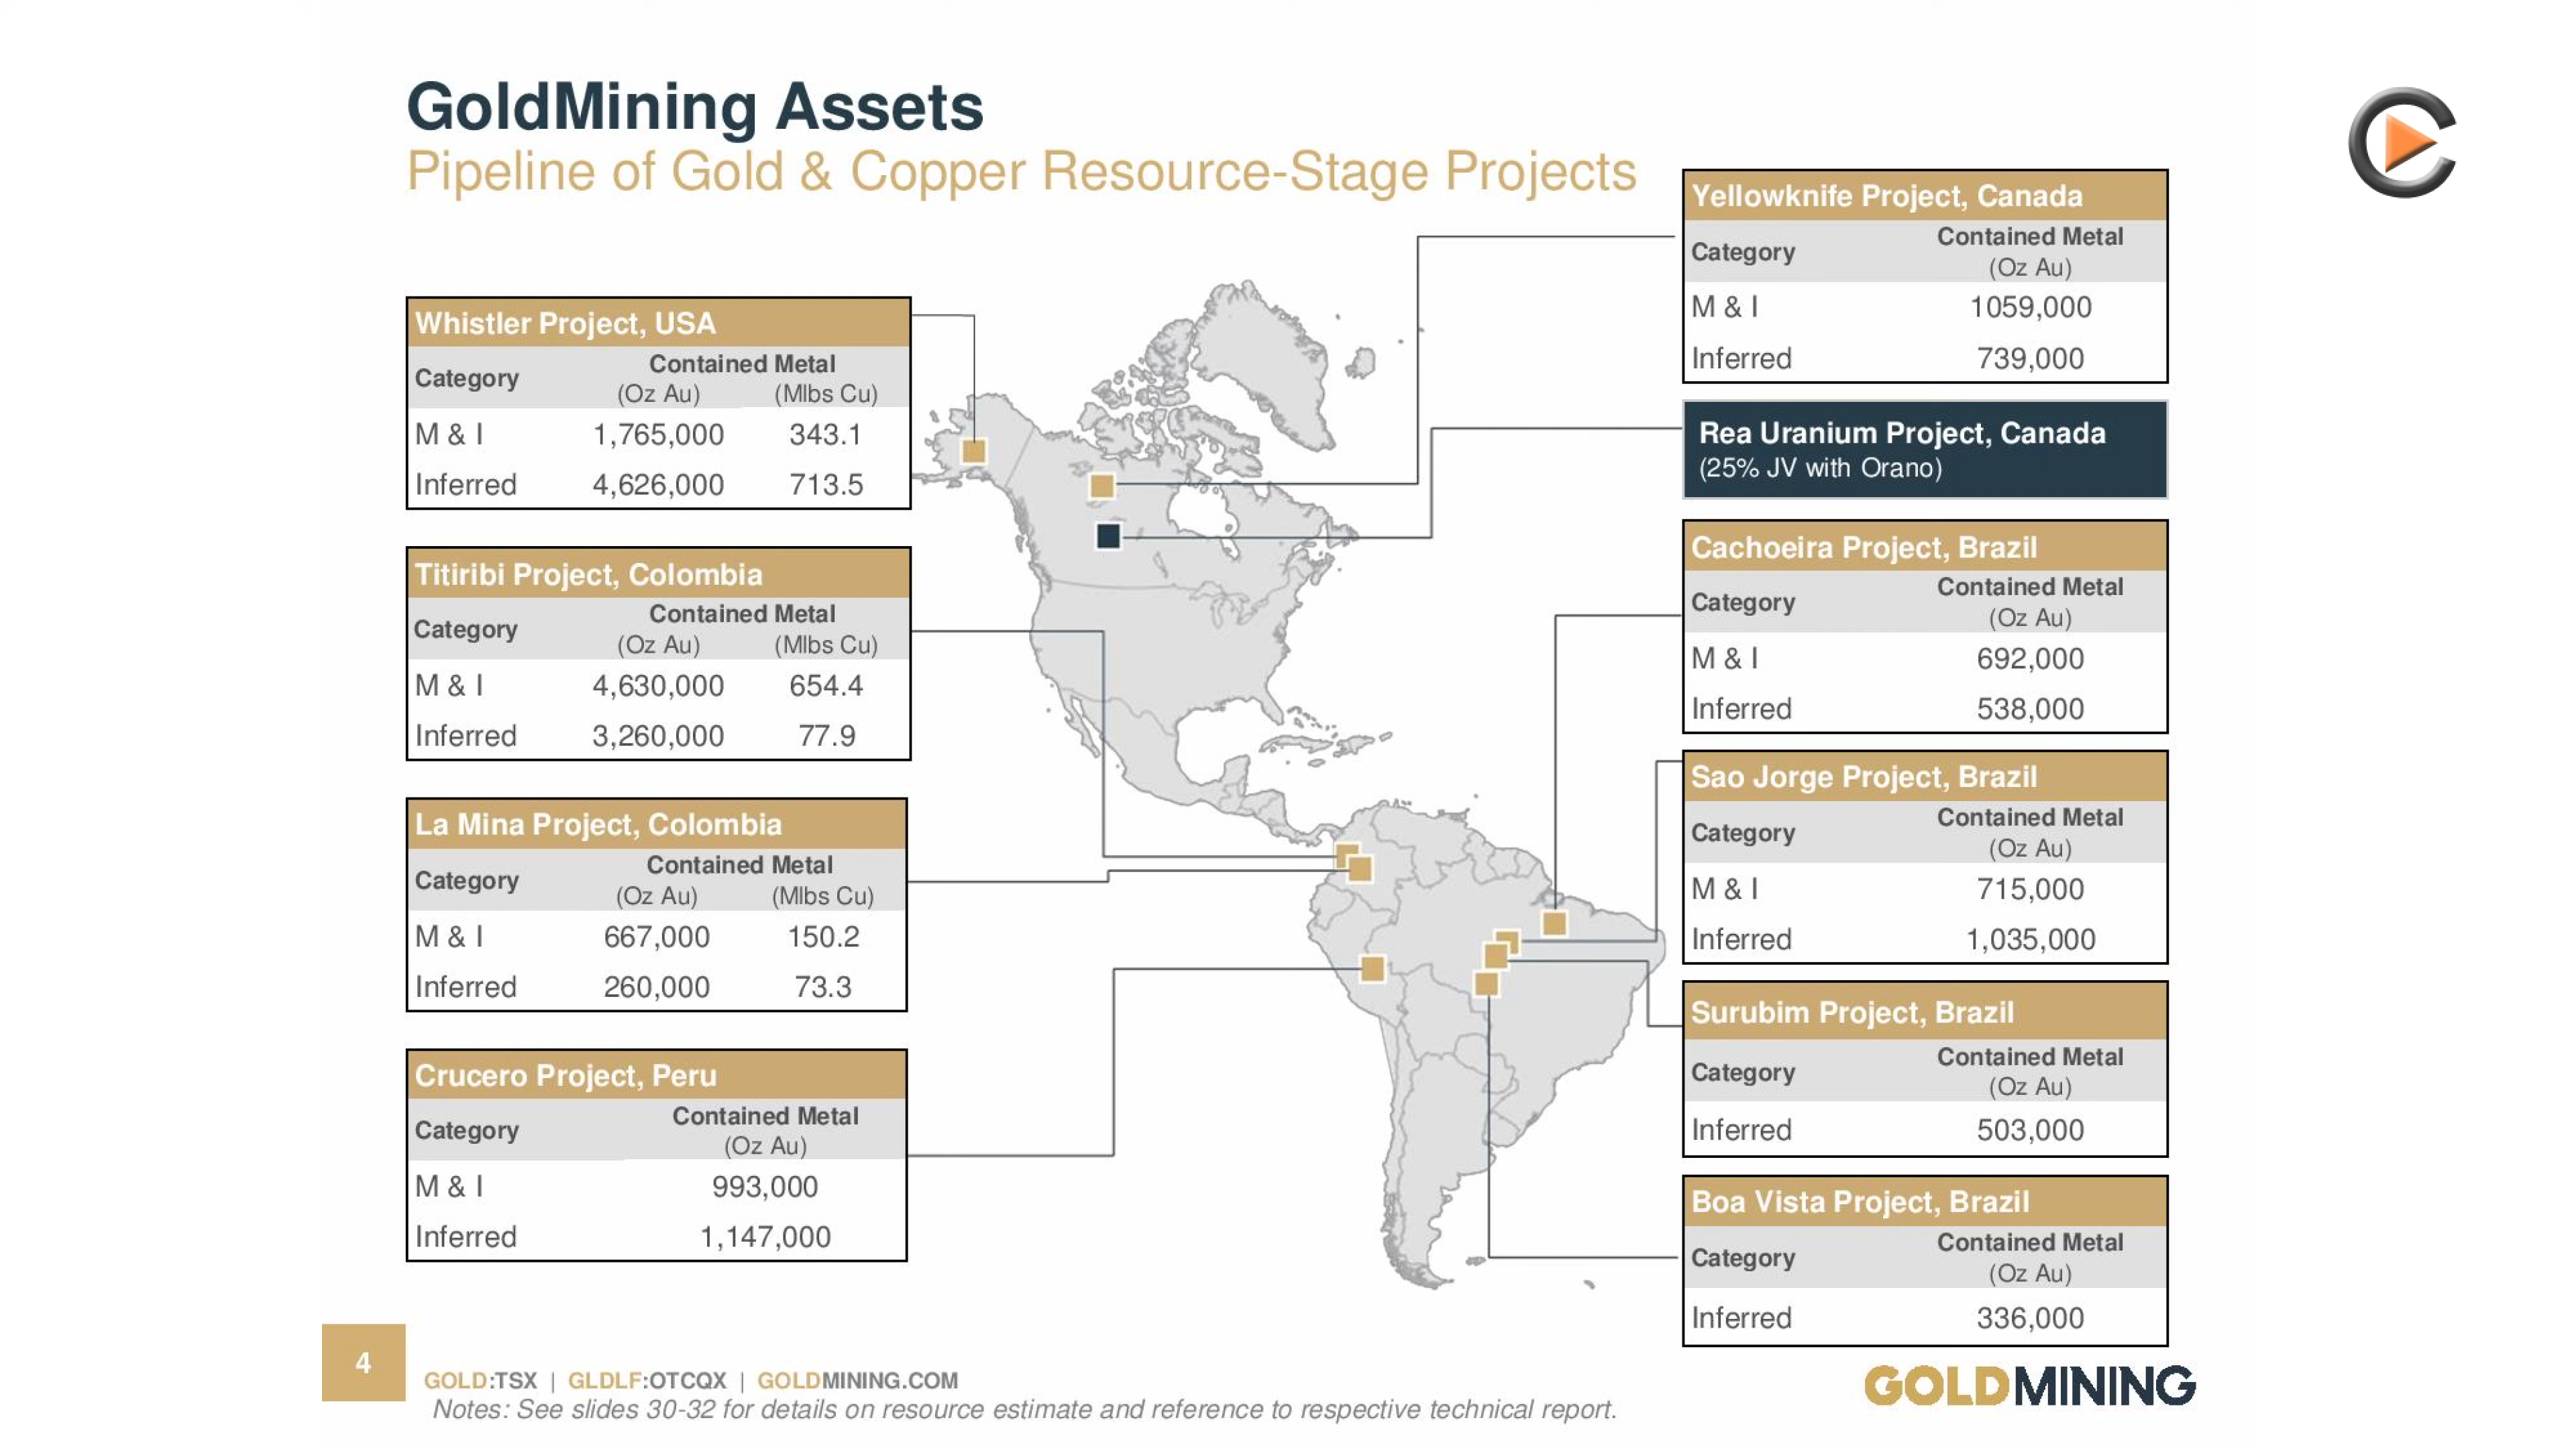 GoldMining Assets
Pipeline of Gold & Copper Resource-Stage Projects
Whistler Project, USA
Category Contained Metal
(Oz Au) (Mlbs Cu)
M & I 1,765,000 343.1
Inferred 4,626,000 713.5
Titiribi Project, Colombia
Category Contained Metal
(Oz Au) (Mlbs Cu)
M & I 4,630,000 654.4
Inferred 3,260,000 77.9
La Mina Project, Colombia
Category Contained Metal
(Oz Au) (Mlbs Cu)
M & I 667,000 150.2
Inferred 260,000 73.3
Crucero Project, Peru
Category Contained Metal
(Oz Au)
M & I 993,000
Inferred 1,147,000
Yellowknife Project, Canada
Category Contained Metal
(Oz Au)
M & I 1059,000
Inferred 739,000
Rea Uranium Project, Canada
(25% JV with Orano)
Cachoeira Project, Brazil
Category Contained Metal
(Oz Au)
M & I 692,000
Inferred 538,000
Sao Jorge Project, Brazil
Category Contained Metal
(Oz Au)
M & I 715,000
Inferred 1,035,000
Surubim Project, Brazil
Category Contained Metal
(Oz Au)
Inferred 503,000
Boa Vista Project, Brazil
Category Contained Metal
(Oz Au)
Inferred 336,000
4
GOLD:TSX | GLDLF:OTCQX | GOLDMINING.COM
Notes: See slides 30-32 for details on resource estimate and reference to respective technical report.
GOLDMINING